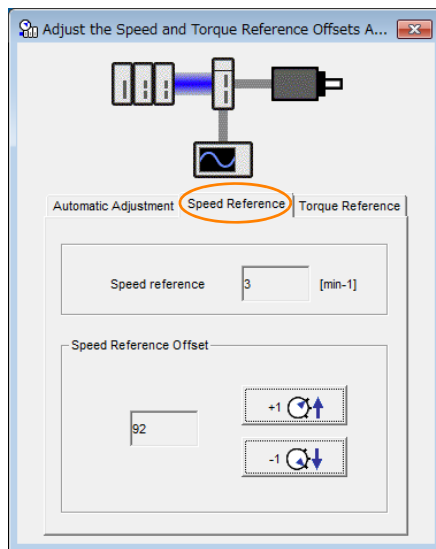 Adjust the Speed and Torque Reference Offsets A...
Automatic Adjustment Speed Reference Torque Reference
Speed reference 3 [min-1]
Speed Reference Offset
+1
92
-1